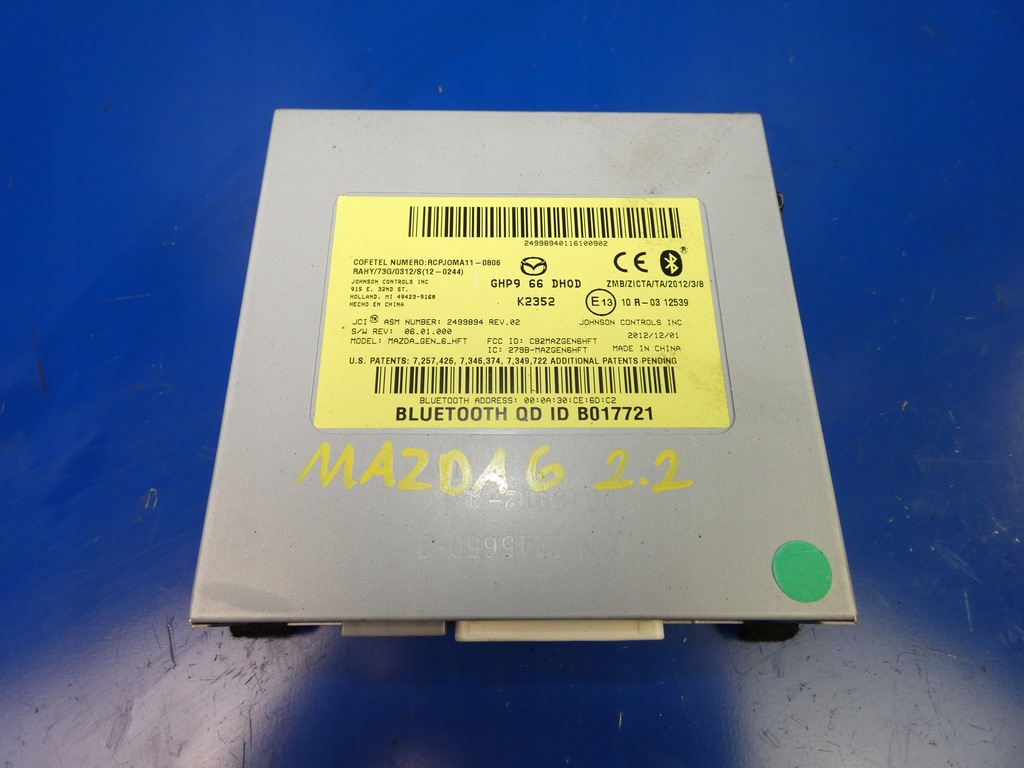 24998940116100902
COFETEL NUMERO:RCPJOMA11-0806
RAHY/73G/0312/S(12-0244)
JOHNSON CONTROLS INC
915 E. 32ND ST.
HOLLAND, MI 49423-9160
HECHO EN CHINA
GHP9 66 DH0D
K2352
CE
®
ZMB/ZICTA/TA/2012/3/8
E13 10 R-03 12539
JCI™ ASM NUMBER: 2499894 REV.02
S/W REV: 06.01.000
MODEL: MAZDA_GEN_6_HFT
FCC ID: CB2MAZGEN6HFT
IC: 279B-MAZGEN6HFT
JOHNSON CONTROLS INC
2012/12/01
MADE IN CHINA
U.S. PATENTS: 7,257,426, 7,346,374, 7,349,722 ADDITIONAL PATENTS PENDING
BLUETOOTH ADDRESS: 00:0A:30:CE:6D:C2
BLUETOOTH QD ID B017721
MAZDA 6 2.2